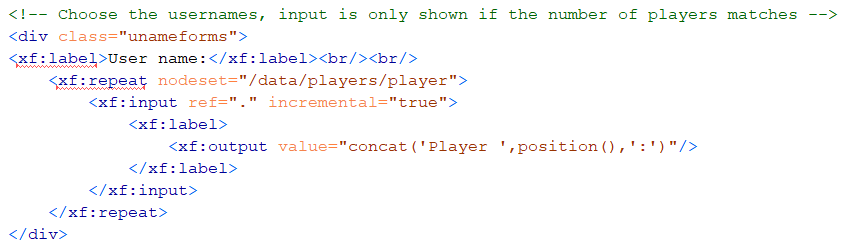 <!-- Choose the usernames, input is only shown if the number of players matches -->
<div class="unameforms">
<xf:label>User name:</xf:label><br/><br/>
    <xf:repeat nodeset="/data/players/player">
        <xf:input ref="." incremental="true">
            <xf:label>
                <xf:output value="concat('Player ',position(),':')"/>
            </xf:label>
        </xf:input>
    </xf:repeat>
</div>